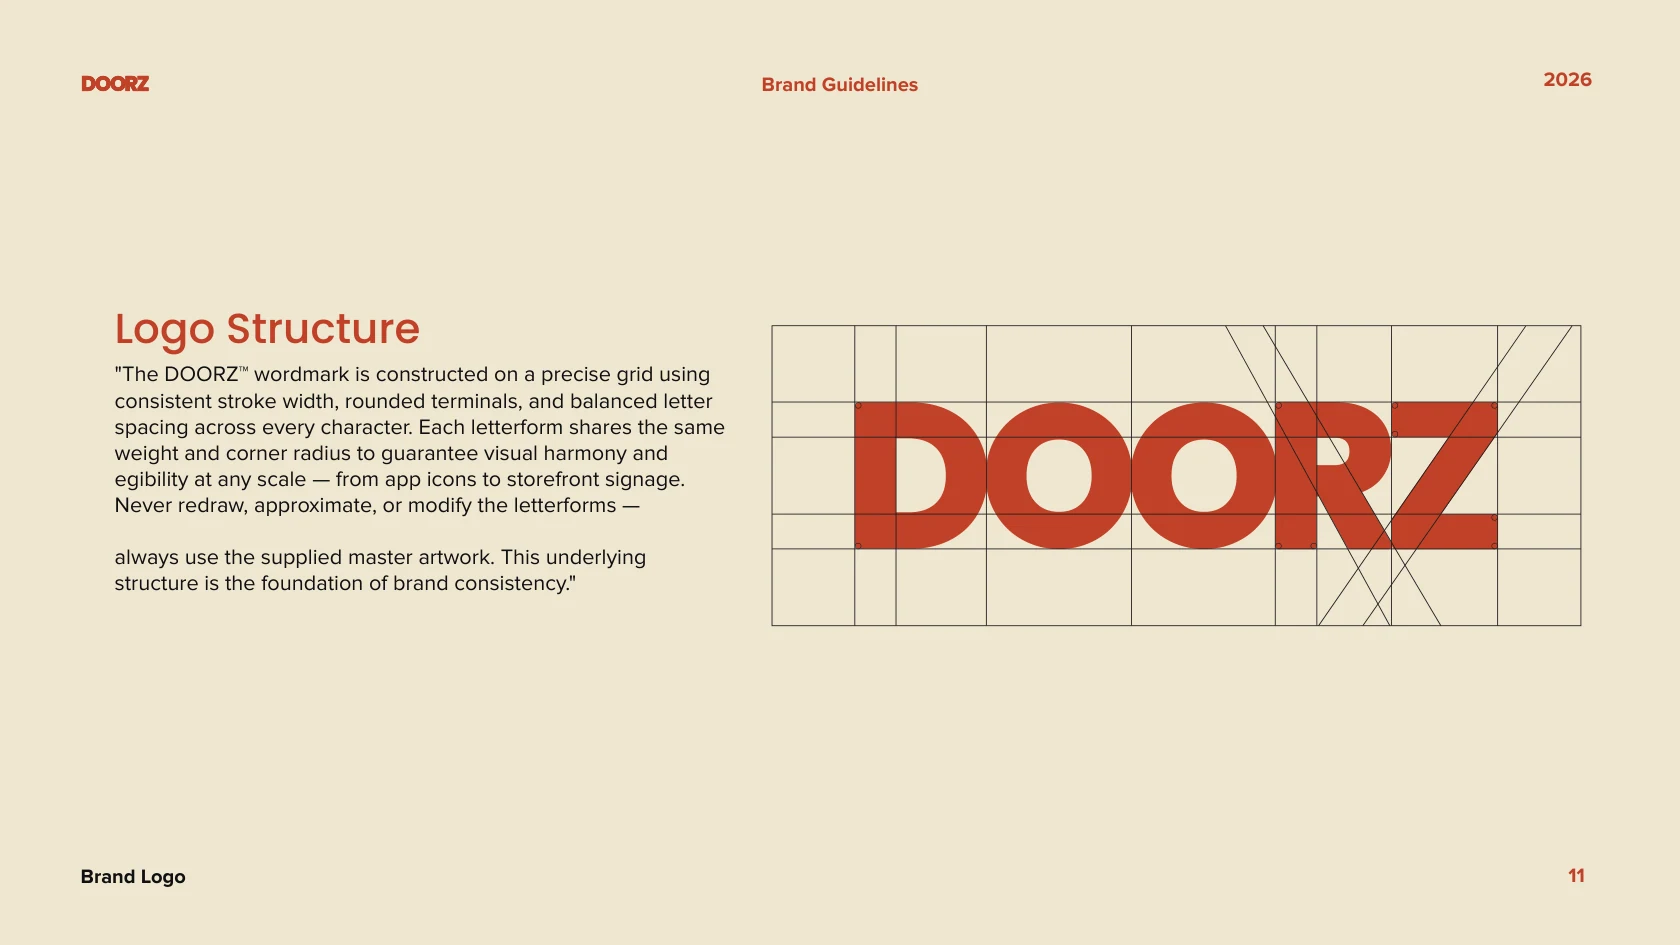 DOORZ
Brand Guidelines
2026
Logo Structure
"The DOORZ™ wordmark is constructed on a precise grid using
consistent stroke width, rounded terminals, and balanced letter
spacing across every character. Each letterform shares the same
weight and corner radius to guarantee visual harmony and
egibility at any scale — from app icons to storefront signage.
Never redraw, approximate, or modify the letterforms —
always use the supplied master artwork. This underlying
structure is the foundation of brand consistency."
DOORZ
Brand Logo
11